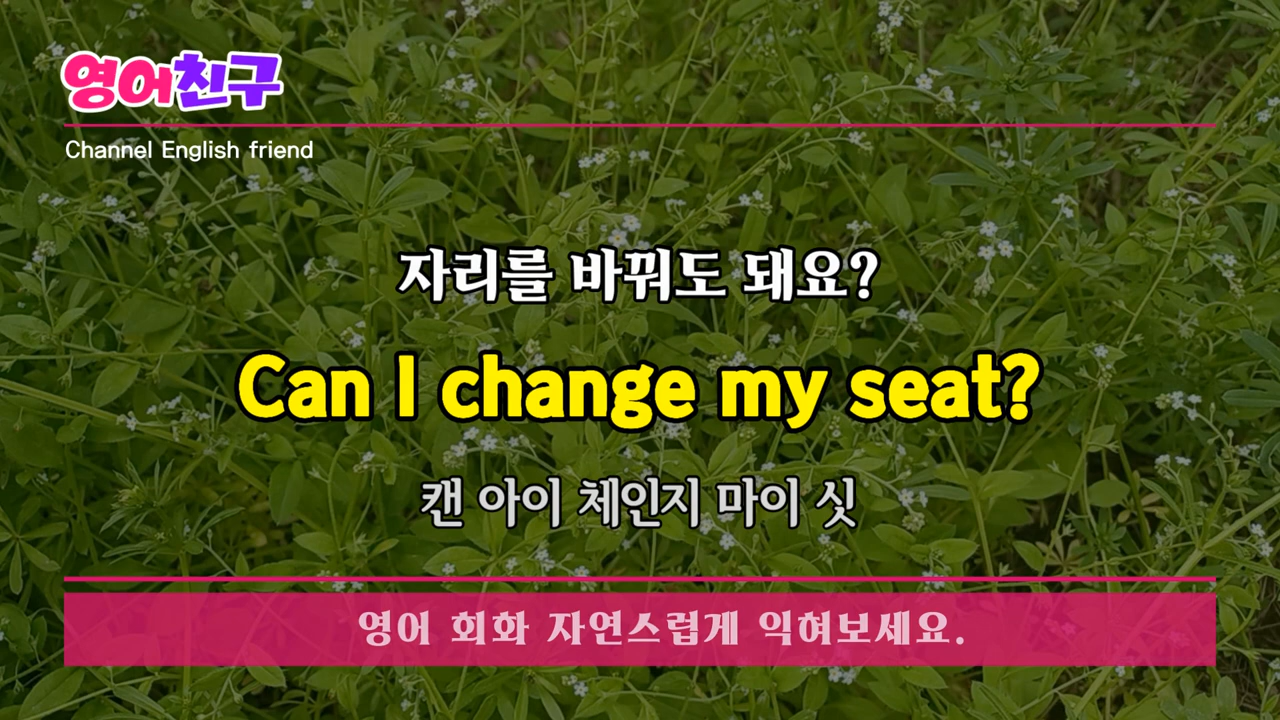 영어친구
Channel English friend
자리를 바꿔도 돼요?
Can I change my seat?
캔 아이 체인지 마이 싯
영어 회화 자연스럽게 익혀보세요.